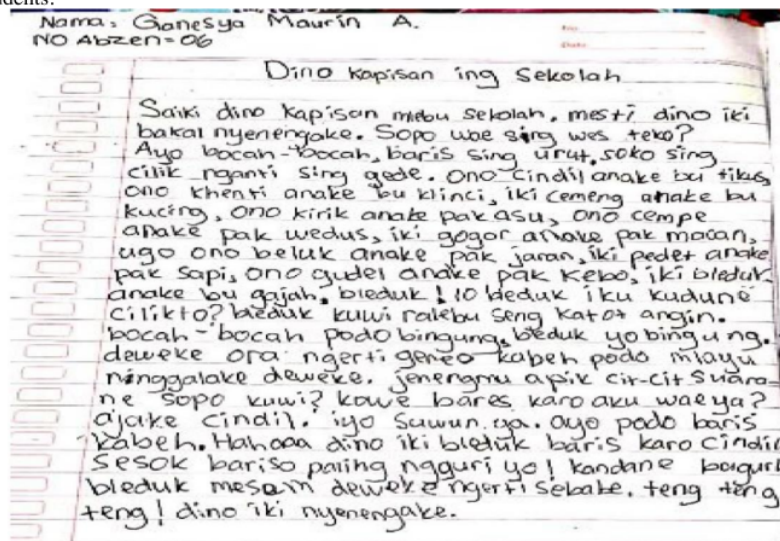 dents.
Nama: Ganesya Maurin A.
NO Abzen = 06
Dino Kapisan ing Sekolah
Saiki dino kapisan mlebu sekolah. mesti dino iki
bakal nyenengake. Sopo wae sing wes teko?
Ayo bocah-bocah, baris sing urut, soko sing
cilik nganti sing gede. Ono cindil anake bu tikus,
ono khenti anake bu klinci, iki cemeng anake bu
kucing, ono kirik anake pak asu, ono cempe
anake pak wedus, iki gogor anake pak macan,
ugo ono beluk anake pak jaran, iki pedet anake
pak sapi, ono gudel anake pak kebo, iki bleduk
anake bu gajah. bleduk! lo bleduk iku kudune
cilikto? bleduk kuwi ralebu seng katot angin.
bocah-bocah podo bingung, bleduk yo bingung.
deweke ora ngerti geneo kabeh podo mlayu
ninggalake deweke. jenengmu apik cit-cit suara
ne sopo kuwi? kowe bares karo aku wae ya?
ajake cindil. iyo suwun ya. ayo podo baris
kabeh. Hahaaa dino iki bleduk baris karo cindil
sesok bariso paling ngguri yo! kandane baguru
bleduk mesem deweke ngerti sebabe. teng teng
teng! dino iki nyenengake.